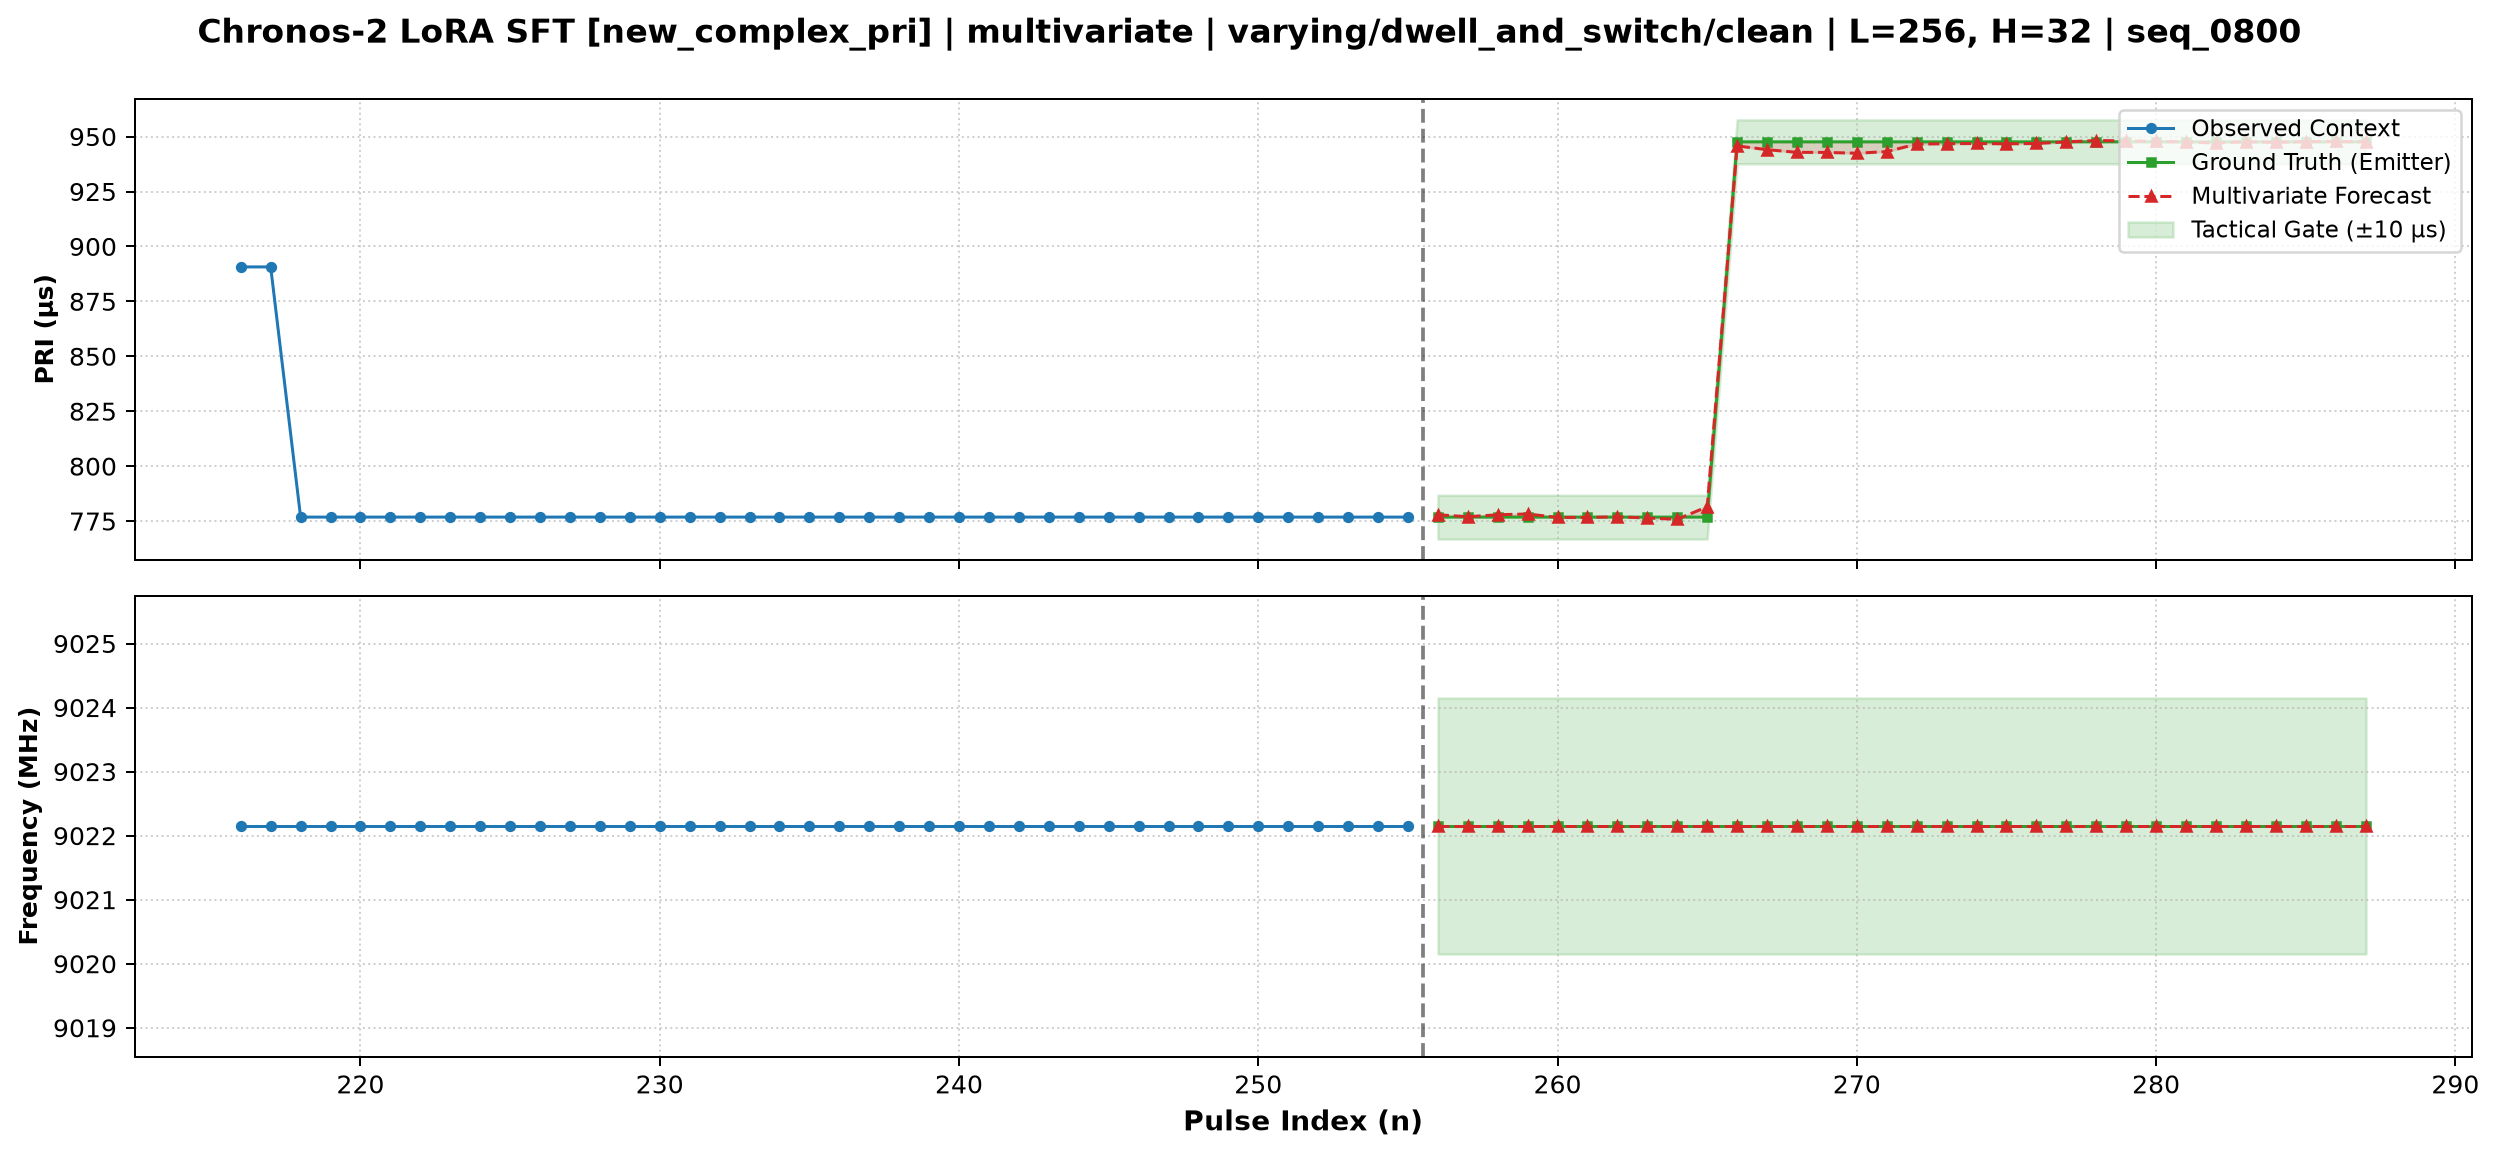 Chronos-2 LoRA SFT [new_complex_pri] | multivariate | varying/dwell_and_switch/clean | L=256, H=32 | seq_0800
PRI (µs)
950
925
900
875
850
825
800
775
Observed Context
Ground Truth (Emitter)
Multivariate Forecast
Tactical Gate (±10 µs)
Frequency (MHz)
9025
9024
9023
9022
9021
9020
9019
220 230 240 250 260 270 280 290
Pulse Index (n)